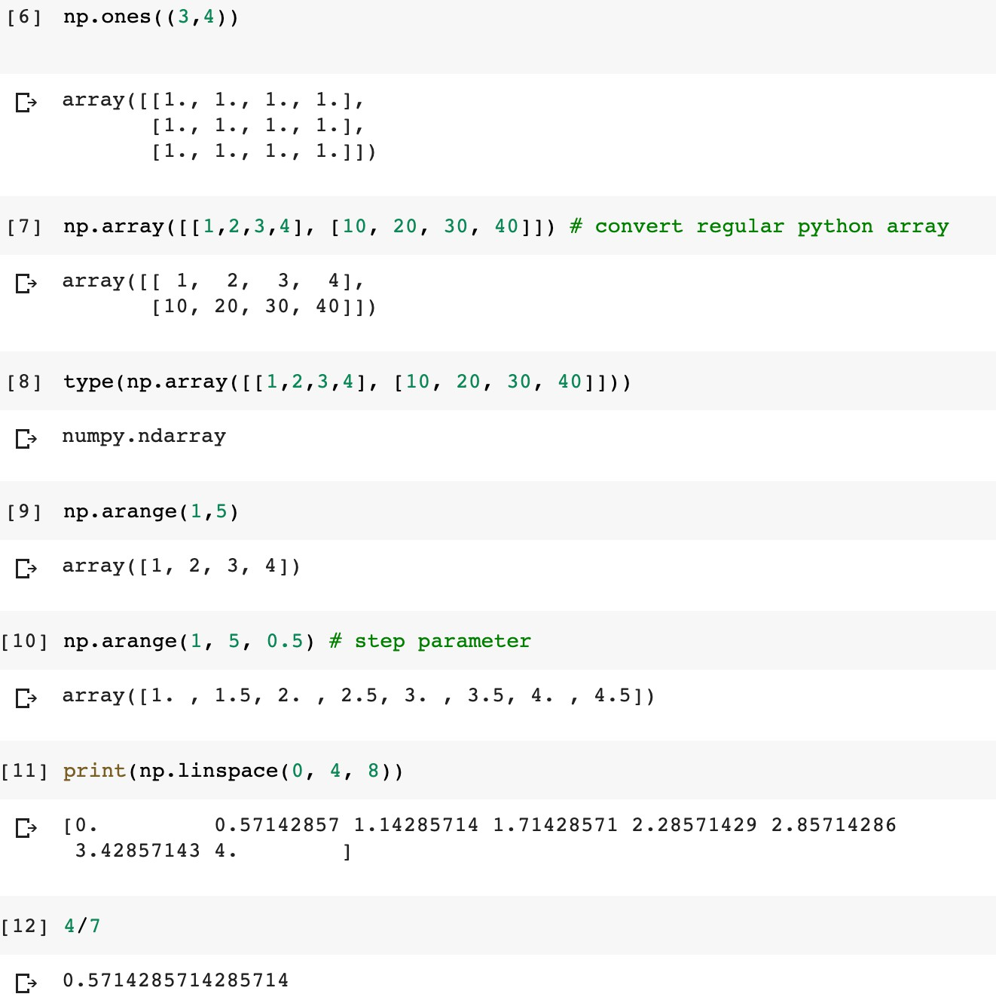 [6] np.ones((3,4))
array([[1., 1., 1., 1.],
       [1., 1., 1., 1.],
       [1., 1., 1., 1.]])
[7] np.array([[1,2,3,4], [10, 20, 30, 40]]) # convert regular python array
array([[ 1,  2,  3,  4],
       [10, 20, 30, 40]])
[8] type(np.array([[1,2,3,4], [10, 20, 30, 40]]))
numpy.ndarray
[9] np.arange(1,5)
array([1, 2, 3, 4])
[10] np.arange(1, 5, 0.5) # step parameter
array([1. , 1.5, 2. , 2.5, 3. , 3.5, 4. , 4.5])
[11] print(np.linspace(0, 4, 8))
[0.         0.57142857 1.14285714 1.71428571 2.28571429 2.85714286
 3.42857143 4.        ]
[12] 4/7
0.5714285714285714